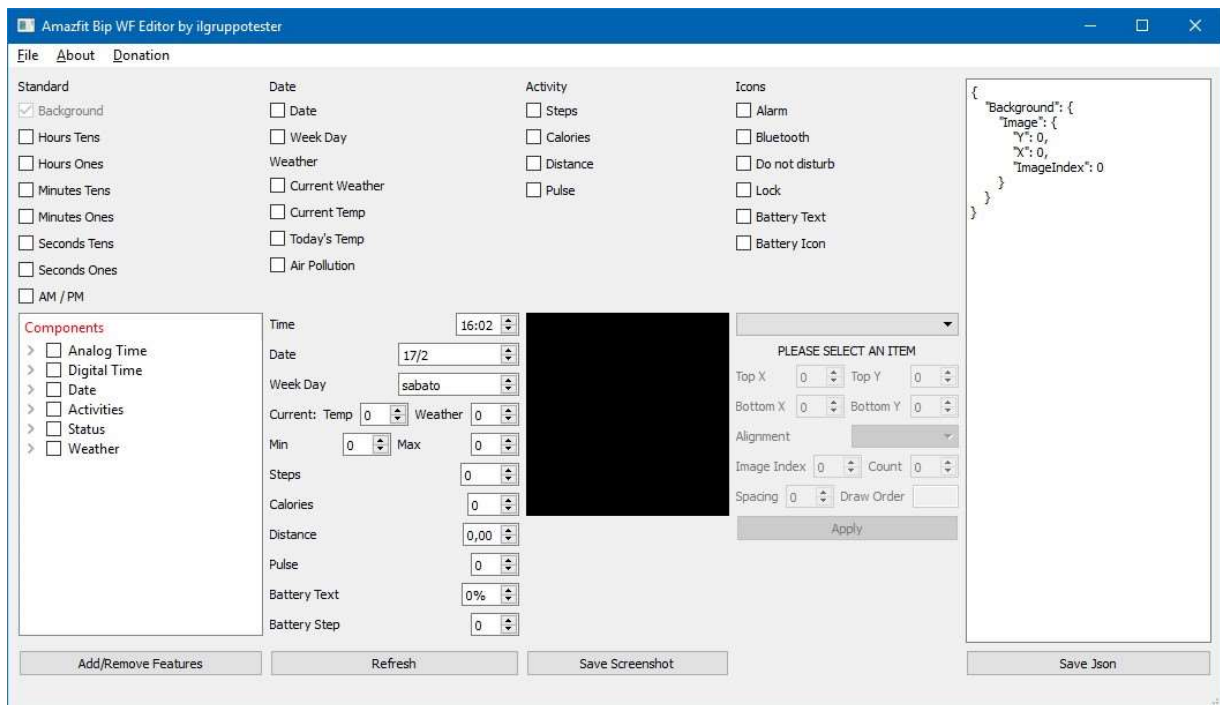 Amazfit Bip WF Editor by ilgruppotester
File About Donation
Standard
Background
Hours Tens
Hours Ones
Minutes Tens
Minutes Ones
Seconds Tens
Seconds Ones
AM / PM
Date
Date
Week Day
Weather
Current Weather
Current Temp
Today's Temp
Air Pollution
Activity
Steps
Calories
Distance
Pulse
Icons
Alarm
Bluetooth
Do not disturb
Lock
Battery Text
Battery Icon
Components
Analog Time
Digital Time
Date
Activities
Status
Weather
Time 16:02
Date 17/2
Week Day sabato
Current: Temp 0 Weather 0
Min 0 Max 0
Steps 0
Calories 0
Distance 0,00
Pulse 0
Battery Text 0%
Battery Step 0
PLEASE SELECT AN ITEM
Top X 0 Top Y 0
Bottom X 0 Bottom Y 0
Alignment
Image Index 0 Count 0
Spacing 0 Draw Order
Apply
{
"Background": {
"Image": {
"Y": 0,
"X": 0,
"ImageIndex": 0
}
}
}
Add/Remove Features
Refresh
Save Screenshot
Save Json